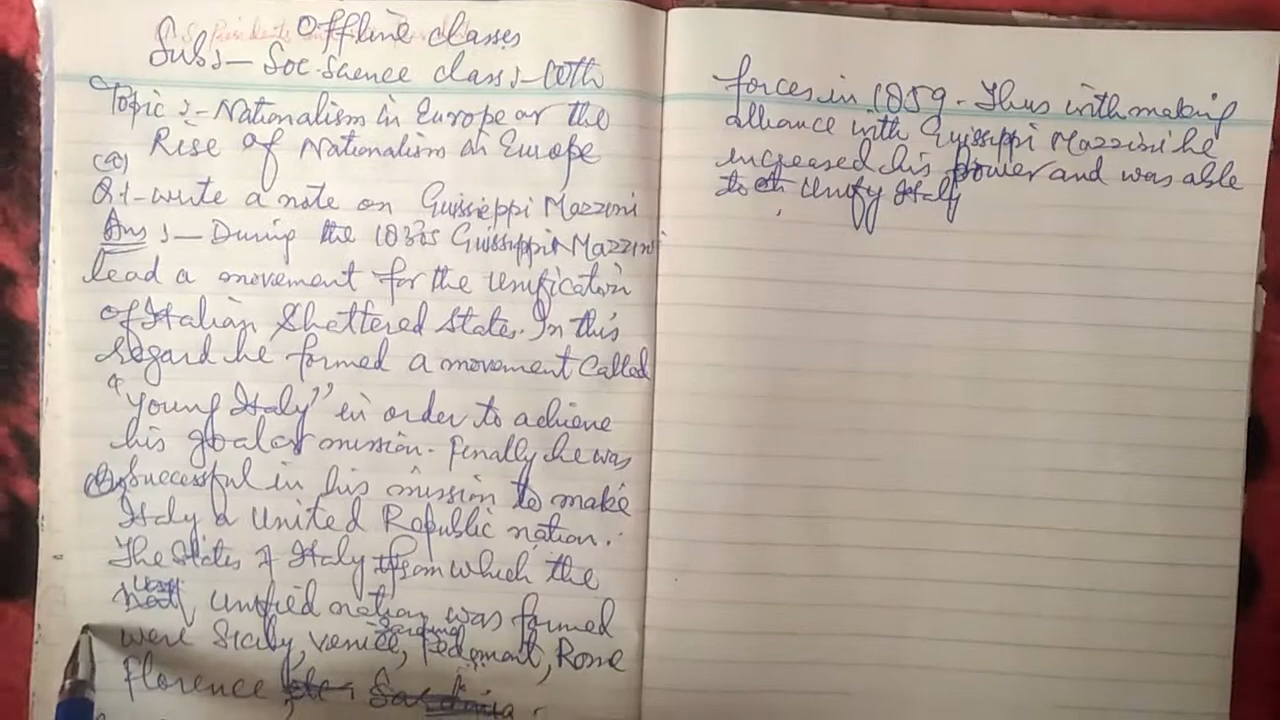 Offline classes
Sub:- Soc. Science class:- 10th
Topic:- Nationalism in Europe or the
Rise of Nationalism in Europe
(a)
Q1- write a note on Guisseppi Mazzini
Ans:- During the 1830s Guissippi Mazzini
lead a movement for the unification
of Italian Shettered States. In this
regard he formed a movement Called
"Young Italy" in order to achieve
his goal or mission. Finally he was
Successful in his mission to make
Italy a United Republic nation.
The States of Italy from which the
unified nation was formed
were Sicily, Venice, Pedemont, Rome
Florence
forces in 1859. Thus with making
alliance with Guisseppi Mazzini he
increased his power and was able
to Unify Italy